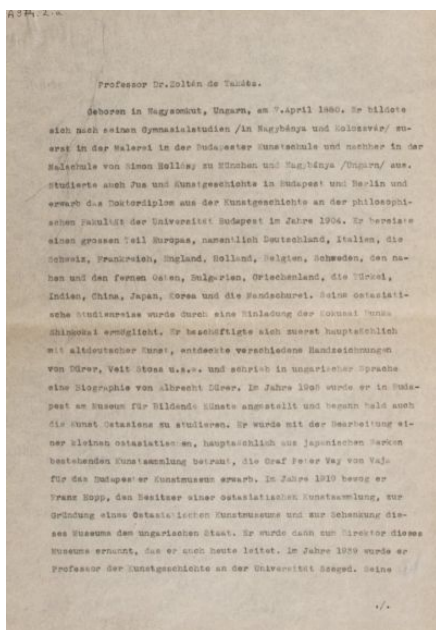 A 374.2-a
Professor Dr.Zoltán de Takáts.
Geboren in Nagysomkut, Ungarn, am 7.April 1880. Er bildete
sich nach seinen Gymnasialstudien /in Nagybánya und Kolozsvár/ zu-
erst in der Malerei in der Budapester Kunstschule und nachher in der
Malschule von Simon Hollósy zu München und Nagybánya /Ungarn/ aus.
Studierte auch Jus und Kunstgeschichte in Budapest und Berlin und
erwarb das Doktordiplom aus der Kunstgeschichte an der philosophi-
schen Fakultät der Universität Budapest im Jahre 1904. Er bereiste
einen grossen Teil Europas, namentlich Deutschland, Italien, die
Schweiz, Frankreich, England, Holland, Belgien, Schweden, den na-
hen und den fernen Osten, Bulgarien, Griechenland, die Türkei,
Indien, China, Japan, Korea und die Mandschurei. Seine ostasiati-
sche Studienreise wurde durch eine Einladung der Kokusai Bunka
Shinkokai ermöglicht. Er beschäftigte sich zuerst hauptsächlich
mit altdeutscher Kunst, entdeckte verschiedene Handzeichnungen
von Dürer, Veit Stoss u.s.w. und schrieb in ungarischer Sprache
eine Biographie von Albrecht Dürer. Im Jahre wurde er in Buda-
pest am Museum für Bildende Künste angestellt und begann bald auch
die Kunst Ostasiens zu studieren. Er wurde mit der Bearbeitung ei-
ner kleinen ostasiatischen, hauptsächlich aus japanischen Werken
bestehenden Kunstsammlung betraut, die Graf Peter Vay von Vaja
für das Budapester Kunstmuseum erwarb. Im Jahre 1919 bewog er
Franz Hopp, den Besitzer einer ostasiatischen Kunstsammlung, zur
Gründung eines Ostasiatischen Kunstmuseums und zur Schenkung die-
ses Museums dem ungarischen Staat. Er wurde dann zum Direktor dieses
Museums ernannt, das er auch heute leitet. Im Jahre 1939 wurde er
Professor der Kunstgeschichte an der Universität Szeged. Seine
./.